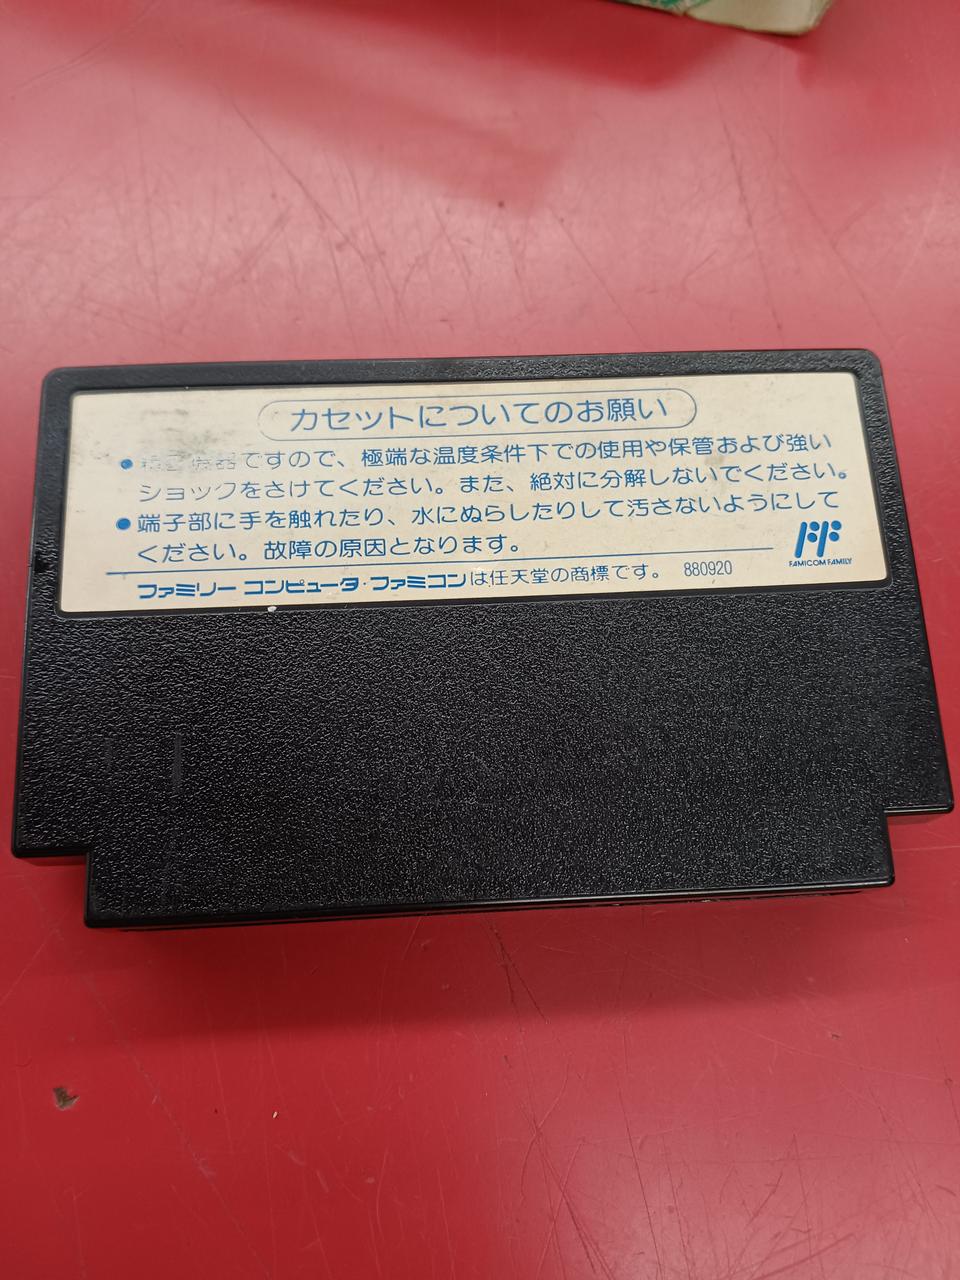 カセットについてのお願い
●精密機器ですので、極端な温度条件下での使用や保管および強い
ショックをさけてください。また、絶対に分解しないでください。
●端子部に手を触れたり、水にぬらしたりして汚さないようにして
ください。故障の原因となります。
FF
FAMICOM FAMILY
ファミリー コンピュータ・ファミコンは任天堂の商標です。 880920